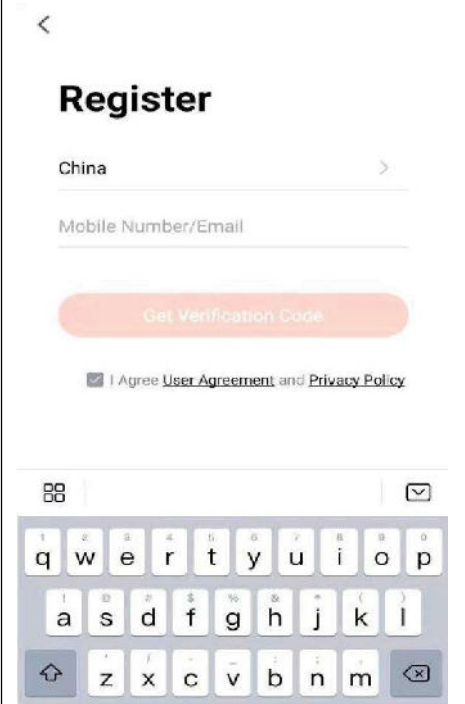 Register
China
Mobile Number/Email
Get Verification Code
I Agree User Agreement and Privacy Policy
q w e r t y u i o p
a s d f g h j k l
z x c v b n m